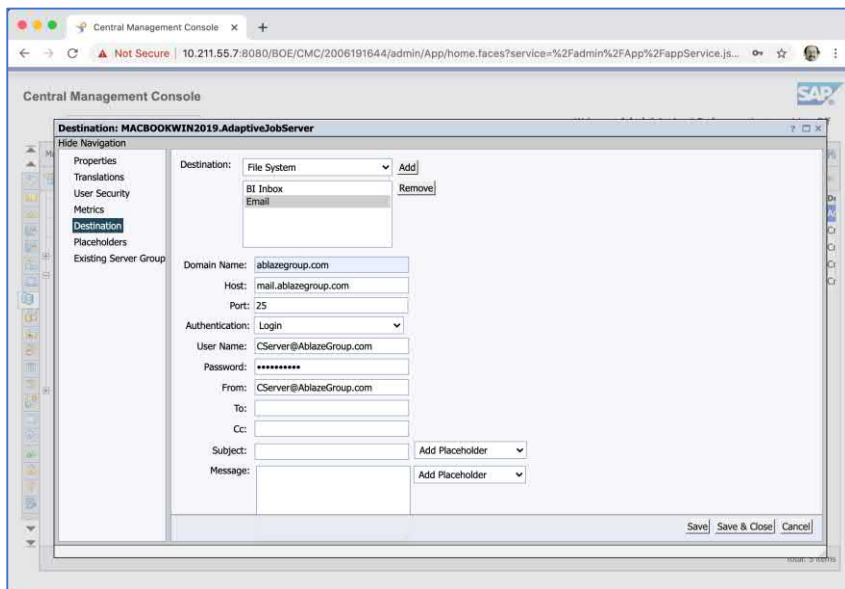 Central Management Console
Not Secure 10.211.55.7:8080/BOE/CMC/2006191644/admin/App/home.faces?service=%2Fadmin%2FApp%2FappService.js...
Central Management Console
SAP
Destination: MACBOOKWIN2019.AdaptiveJobServer
Hide Navigation
Properties
Translations
User Security
Metrics
Destination
Placeholders
Existing Server Group
Destination: File System Add
BI Inbox Remove
Email
Domain Name: ablazegroup.com
Host: mail.ablazegroup.com
Port: 25
Authentication: Login
User Name: CServer@AblazeGroup.com
Password: ••••••••••
From: CServer@AblazeGroup.com
To:
Cc:
Subject: Add Placeholder
Message: Add Placeholder
Save Save & Close Cancel
Total: 5 items